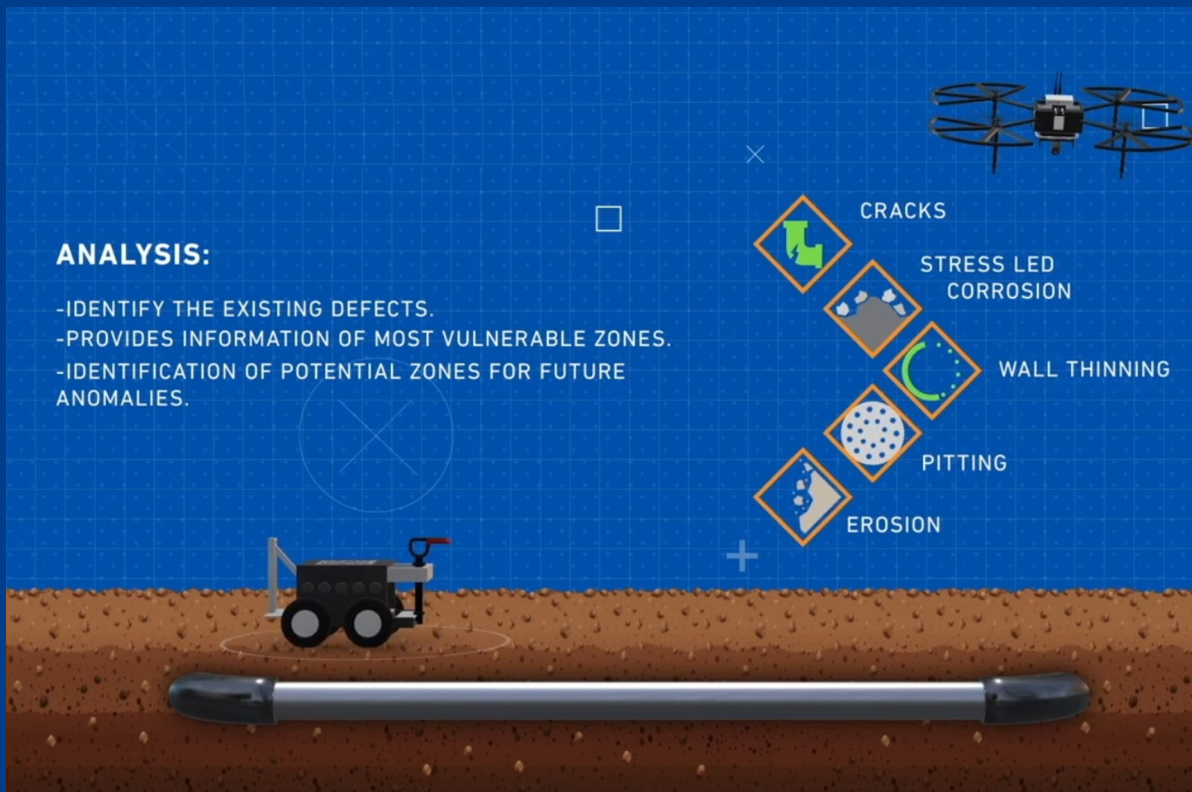 ANALYSIS:
-IDENTIFY THE EXISTING DEFECTS.
-PROVIDES INFORMATION OF MOST VULNERABLE ZONES.
-IDENTIFICATION OF POTENTIAL ZONES FOR FUTURE
ANOMALIES.
CRACKS
STRESS LED
CORROSION
WALL THINNING
PITTING
EROSION